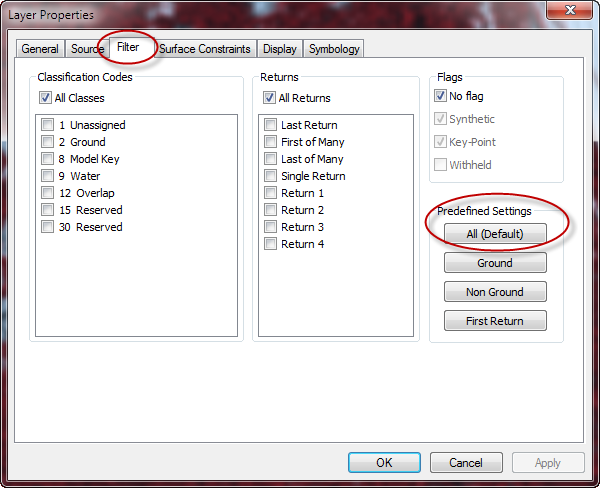 Layer Properties
General Source Filter Surface Constraints Display Symbology
Classification Codes
All Classes
1 Unassigned
2 Ground
8 Model Key
9 Water
12 Overlap
15 Reserved
30 Reserved
Returns
All Returns
Last Return
First of Many
Last of Many
Single Return
Return 1
Return 2
Return 3
Return 4
Flags
No flag
Synthetic
Key-Point
Withheld
Predefined Settings
All (Default)
Ground
Non Ground
First Return
OK Cancel Apply